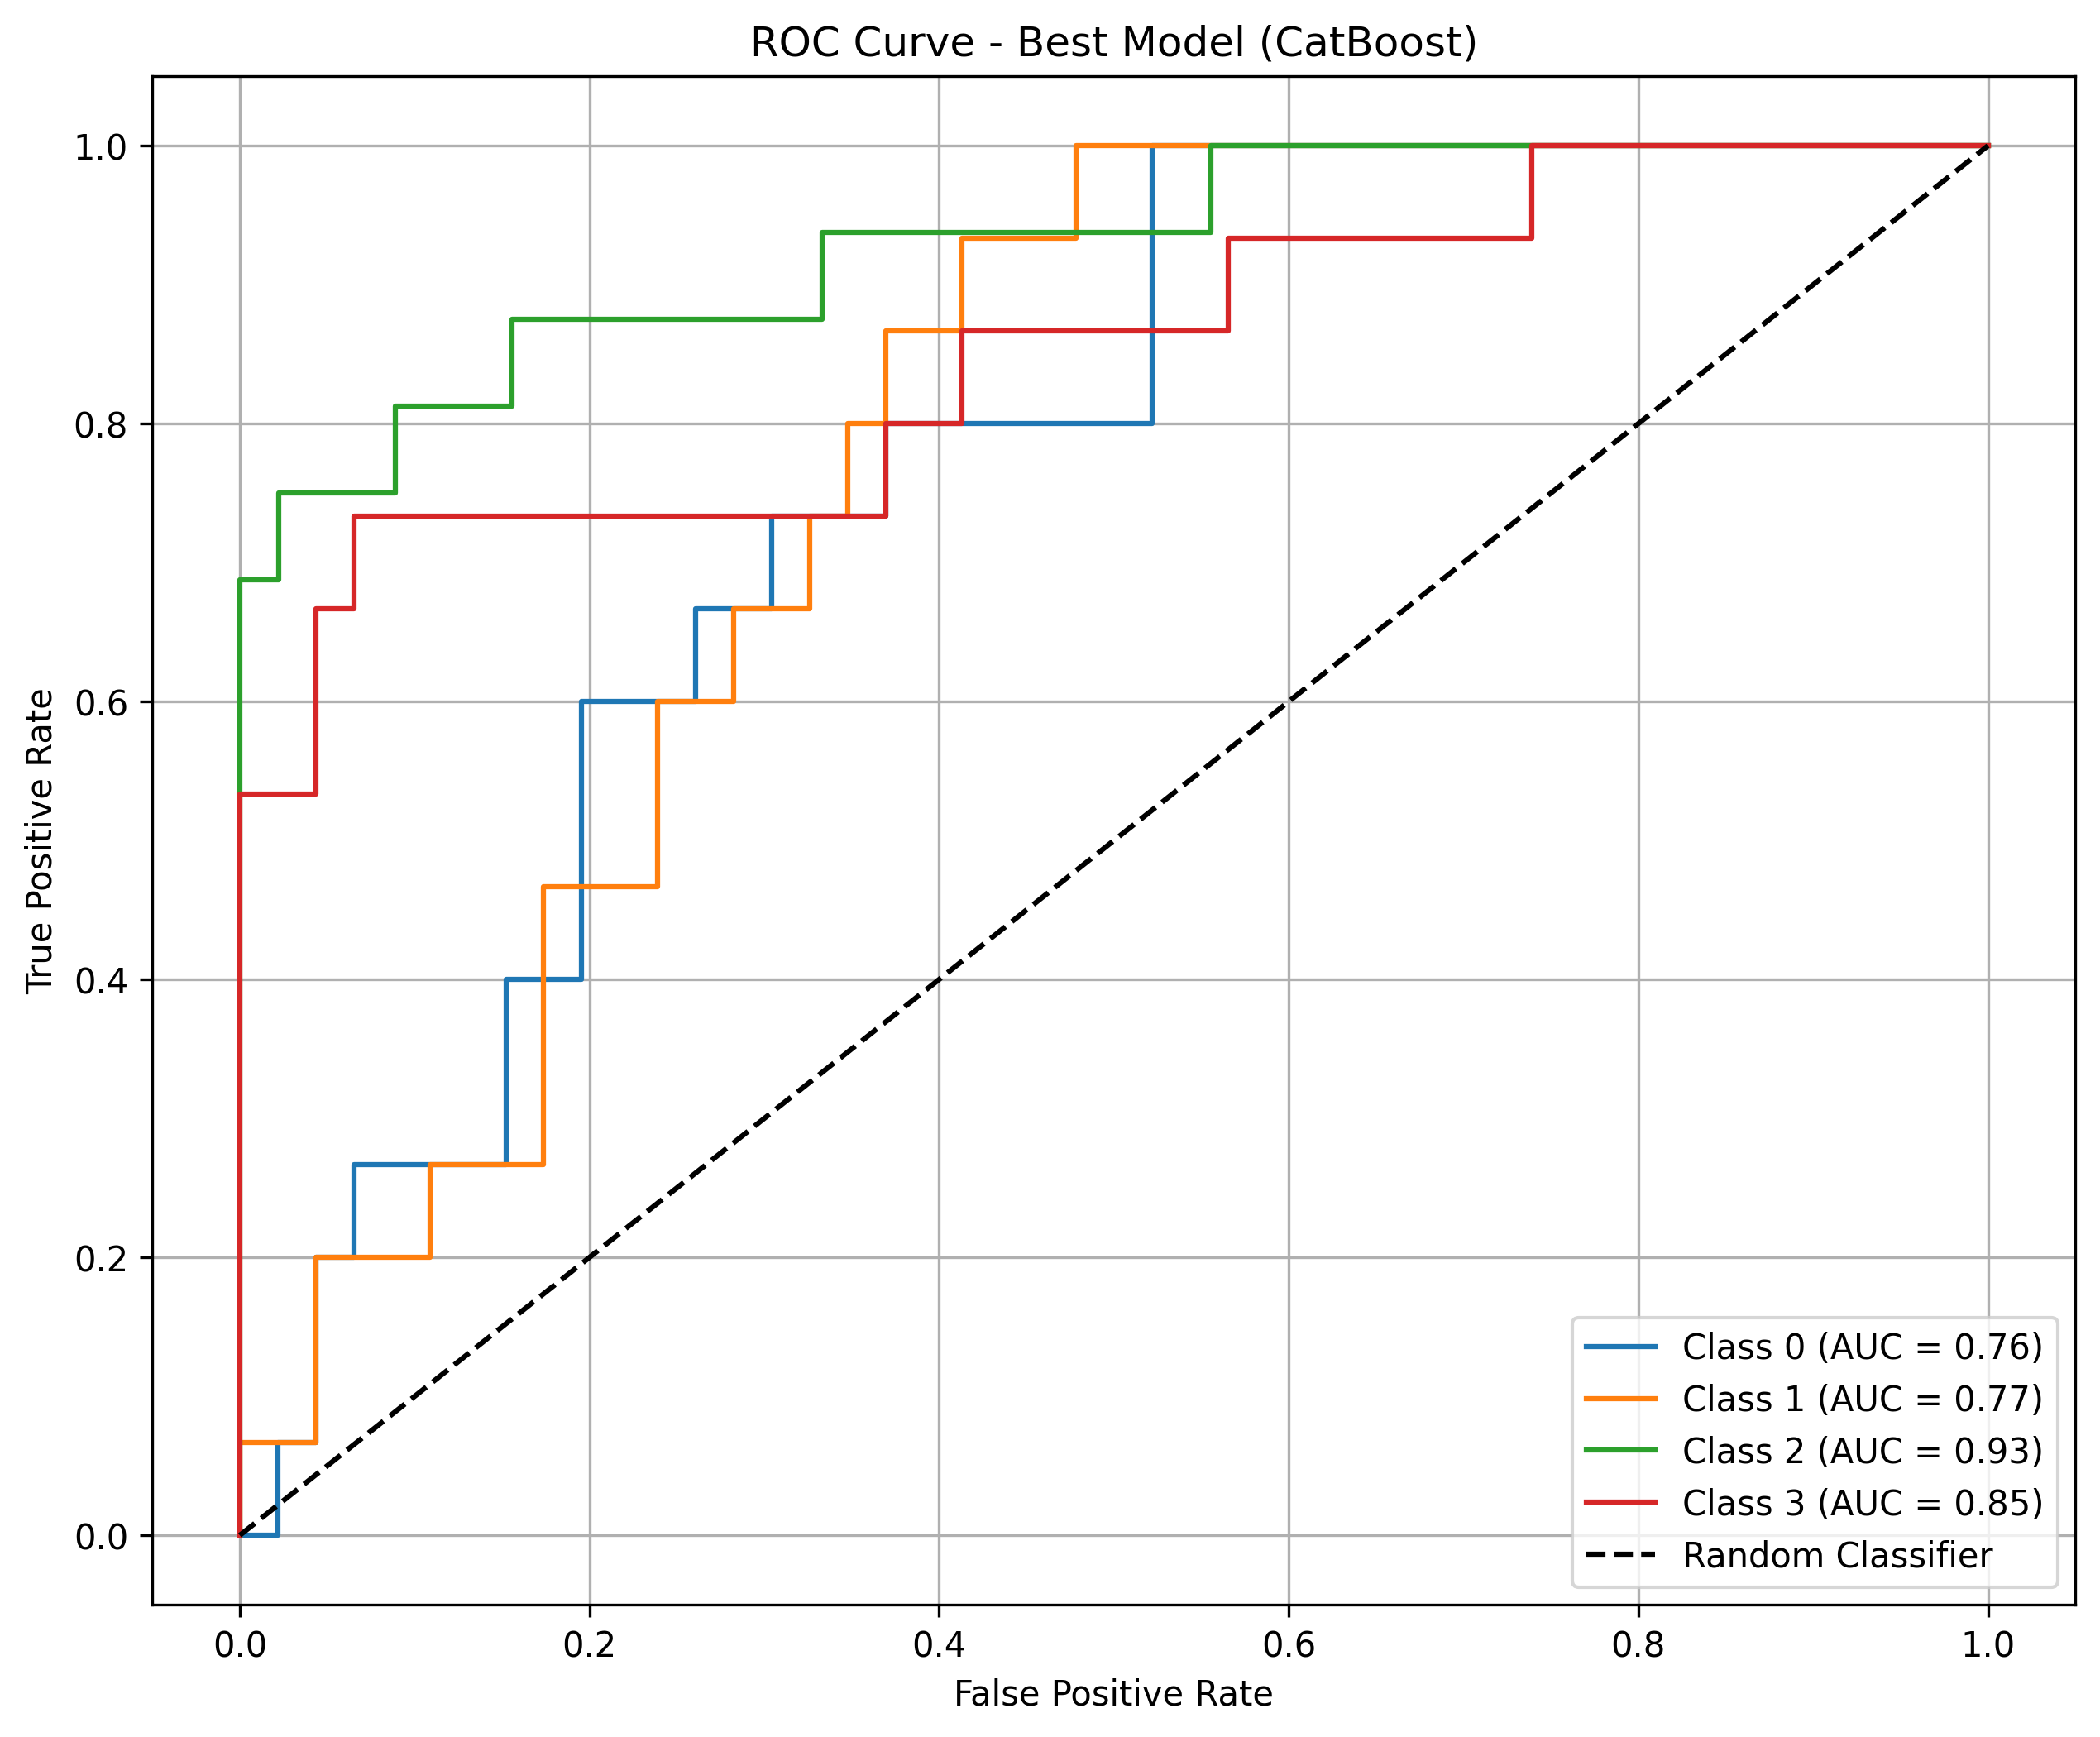 ROC Curve - Best Model (CatBoost)
1.0
0.8
0.6
0.4
0.2
0.0
True Positive Rate
0.0 0.2 0.4 0.6 0.8 1.0
False Positive Rate
Class 0 (AUC = 0.76)
Class 1 (AUC = 0.77)
Class 2 (AUC = 0.93)
Class 3 (AUC = 0.85)
Random Classifier